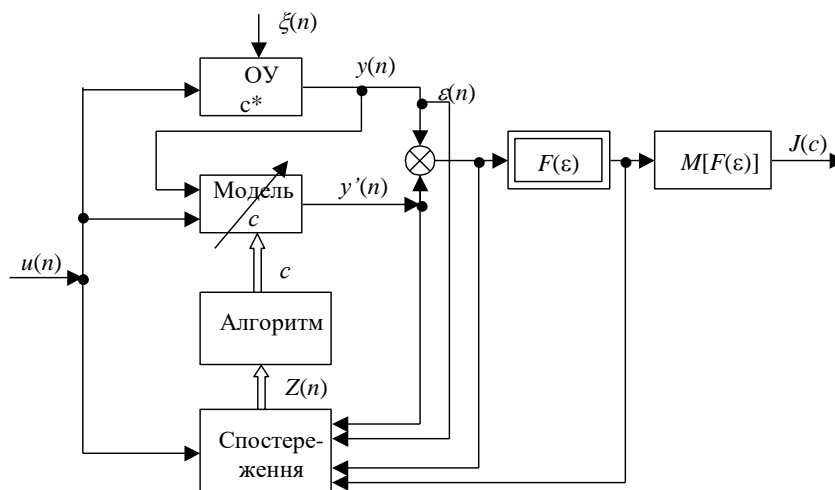 ξ(n)
ОУ
c*
y(n)
ε(n)
F(ε)
M[F(ε)]
J(c)
Модель
c
y’(n)
u(n)
c
Алгоритм
Z(n)
Спостере-
ження